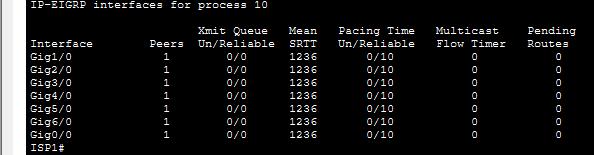 IP-EIGRP interfaces for process 10
Xmit Queue Mean Pacing Time Multicast Pending
Interface Peers Un/Reliable SRTT Un/Reliable Flow Timer Routes
Gig1/0 1 0/0 1236 0/10 0 0
Gig2/0 1 0/0 1236 0/10 0 0
Gig3/0 1 0/0 1236 0/10 0 0
Gig4/0 1 0/0 1236 0/10 0 0
Gig5/0 1 0/0 1236 0/10 0 0
Gig6/0 1 0/0 1236 0/10 0 0
Gig0/0 1 0/0 1236 0/10 0 0
ISP1#